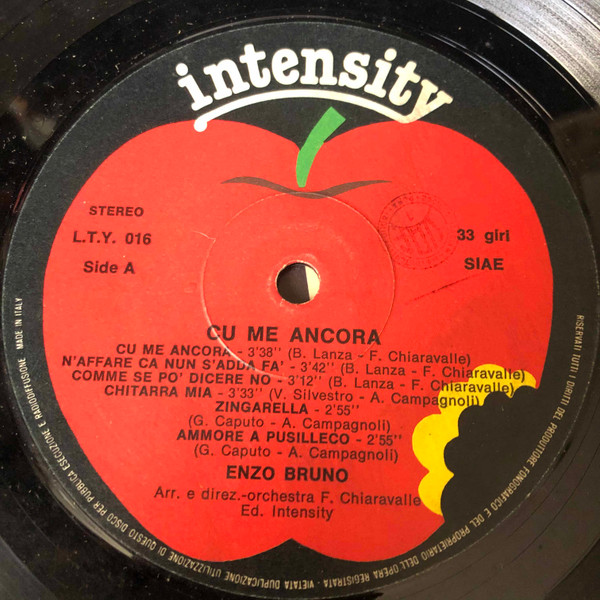 intensity
STEREO
L.T.Y. 016
Side A
33 giri
SIAE
CU ME ANCORA
CU ME ANCORA - 3'38'' (B. Lanza - F. Chiaravalle)
N'AFFARE CA NUN S'ADDA FA' - 3'42'' (B. Lanza - F. Chiaravalle)
COMME SE PO' DICERE NO - 3'12'' (B. Lanza - F. Chiaravalle)
CHITARRA MIA - 3'33'' (V. Silvestro - A. Campagnoli)
ZINGARELLA - 2'55''
(G. Caputo - A. Campagnoli)
AMMORE A PUSILLECO - 2'55''
(G. Caputo - A. Campagnoli)
ENZO BRUNO
Arr. e direz.-orchestra F. Chiaravalle
Ed. Intensity
RISERVATI TUTTI I DIRITTI DEL PRODUTTORE FONOGRAFICO E DEL PROPRIETARIO DELL'OPERA REGISTRATA VIETATA DUPLICAZIONE UTILIZZAZIONE DI QUESTO DISCO PER PUBBLICA ESECUZIONE E RADIODIFFUSIONE MADE IN ITALY